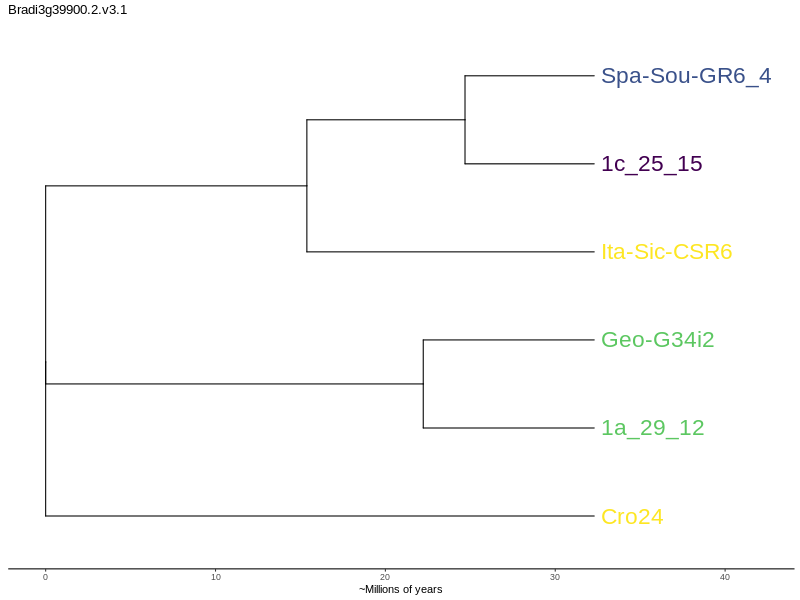 Bradi3g39900.2.v3.1
Spa-Sou-GR6_4
1c_25_15
Ita-Sic-CSR6
Geo-G34i2
1a_29_12
Cro24
0 10 20 30 40
~Millions of years